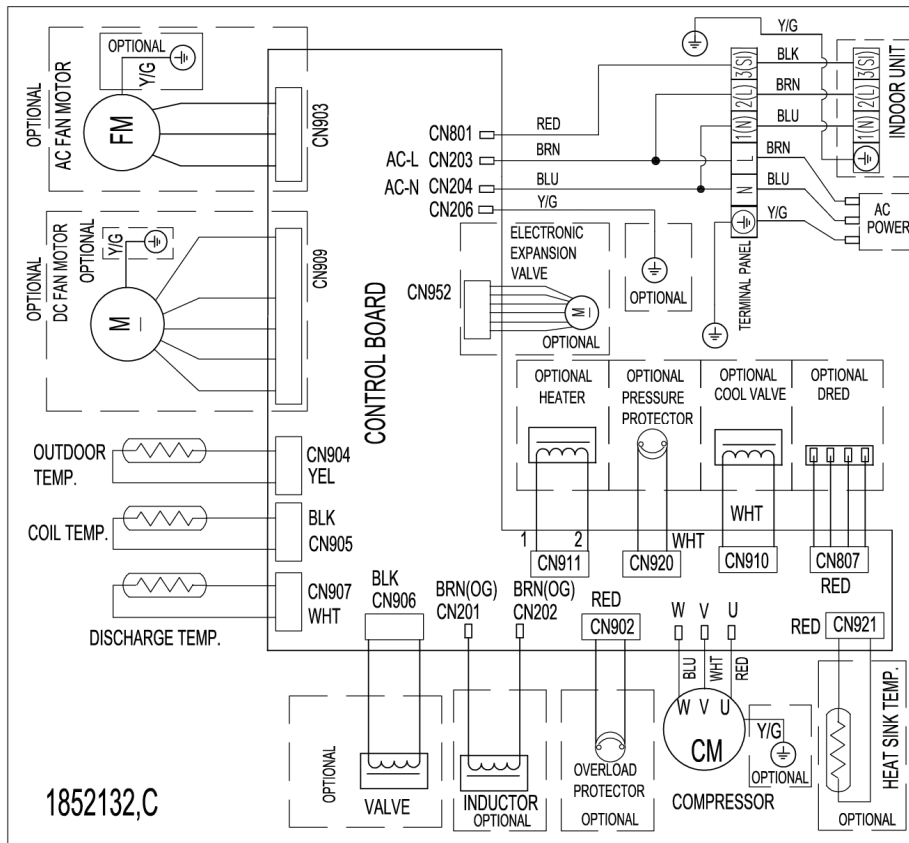 OPTIONAL
AC FAN MOTOR
OPTIONAL
Y/G
FM
CN903
OPTIONAL
DC FAN MOTOR
OPTIONAL
Y/G
M
CN909
CONTROL BOARD
CN801
RED
AC-L CN203
BRN
AC-N CN204
BLU
CN206
Y/G
Y/G
BLK
BRN
BLU
3(SI)
2(L)
1(N)
L
N
TERMINAL PANEL
3(SI)
2(L)
1(N)
INDOOR UNIT
BRN
BLU
Y/G
AC
POWER
ELECTRONIC
EXPANSION
VALVE
CN952
M
OPTIONAL
OPTIONAL
OPTIONAL
HEATER
1
2
CN911
OPTIONAL
PRESSURE
PROTECTOR
WHT
CN920
OPTIONAL
COOL VALVE
WHT
CN910
OPTIONAL
DRED
CN807
RED
OUTDOOR
TEMP.
CN904
YEL
COIL TEMP.
BLK
CN905
DISCHARGE TEMP.
CN907
WHT
BLK
CN906
OPTIONAL
VALVE
BRN(OG)
CN201
BRN(OG)
CN202
INDUCTOR
OPTIONAL
RED
CN902
OVERLOAD
PROTECTOR
OPTIONAL
W V U
BLU
WHT
RED
W V U
CM
COMPRESSOR
Y/G
OPTIONAL
RED
CN921
HEAT SINK TEMP.
OPTIONAL
1852132,C